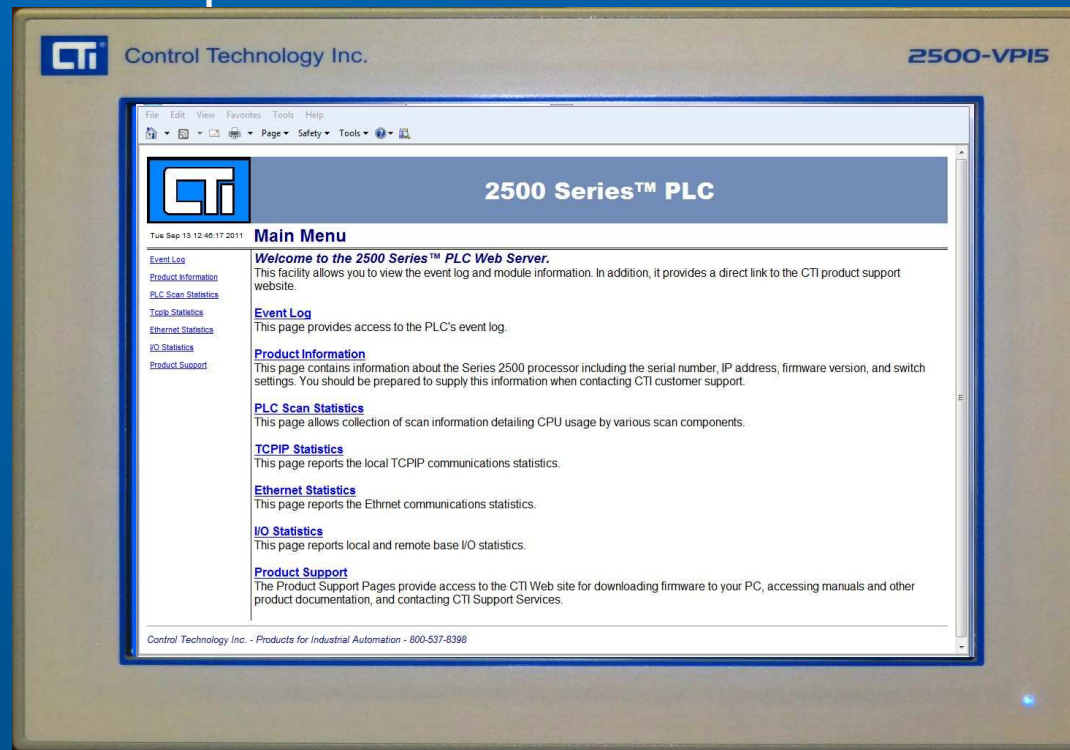 CTi® Control Technology Inc.
2500-VPI5
File Edit View Favorites Tools Help
Page Safety Tools
CTi
2500 Series™ PLC
Tue Sep 13 12:46:17 2011
Main Menu
Event Log
Product Information
PLC Scan Statistics
TcpIp Statistics
Ethernet Statistics
I/O Statistics
Product Support
Welcome to the 2500 Series™ PLC Web Server.
This facility allows you to view the event log and module information. In addition, it provides a direct link to the CTI product support
website.
Event Log
This page provides access to the PLC's event log.
Product Information
This page contains information about the Series 2500 processor including the serial number, IP address, firmware version, and switch
settings. You should be prepared to supply this information when contacting CTI customer support.
PLC Scan Statistics
This page allows collection of scan information detailing CPU usage by various scan components.
TCPIP Statistics
This page reports the local TCPIP communications statistics.
Ethernet Statistics
This page reports the Ethrnet communications statistics.
I/O Statistics
This page reports local and remote base I/O statistics.
Product Support
The Product Support Pages provide access to the CTI Web site for downloading firmware to your PC, accessing manuals and other
product documentation, and contacting CTI Support Services.
Control Technology Inc. - Products for Industrial Automation - 800-537-8398